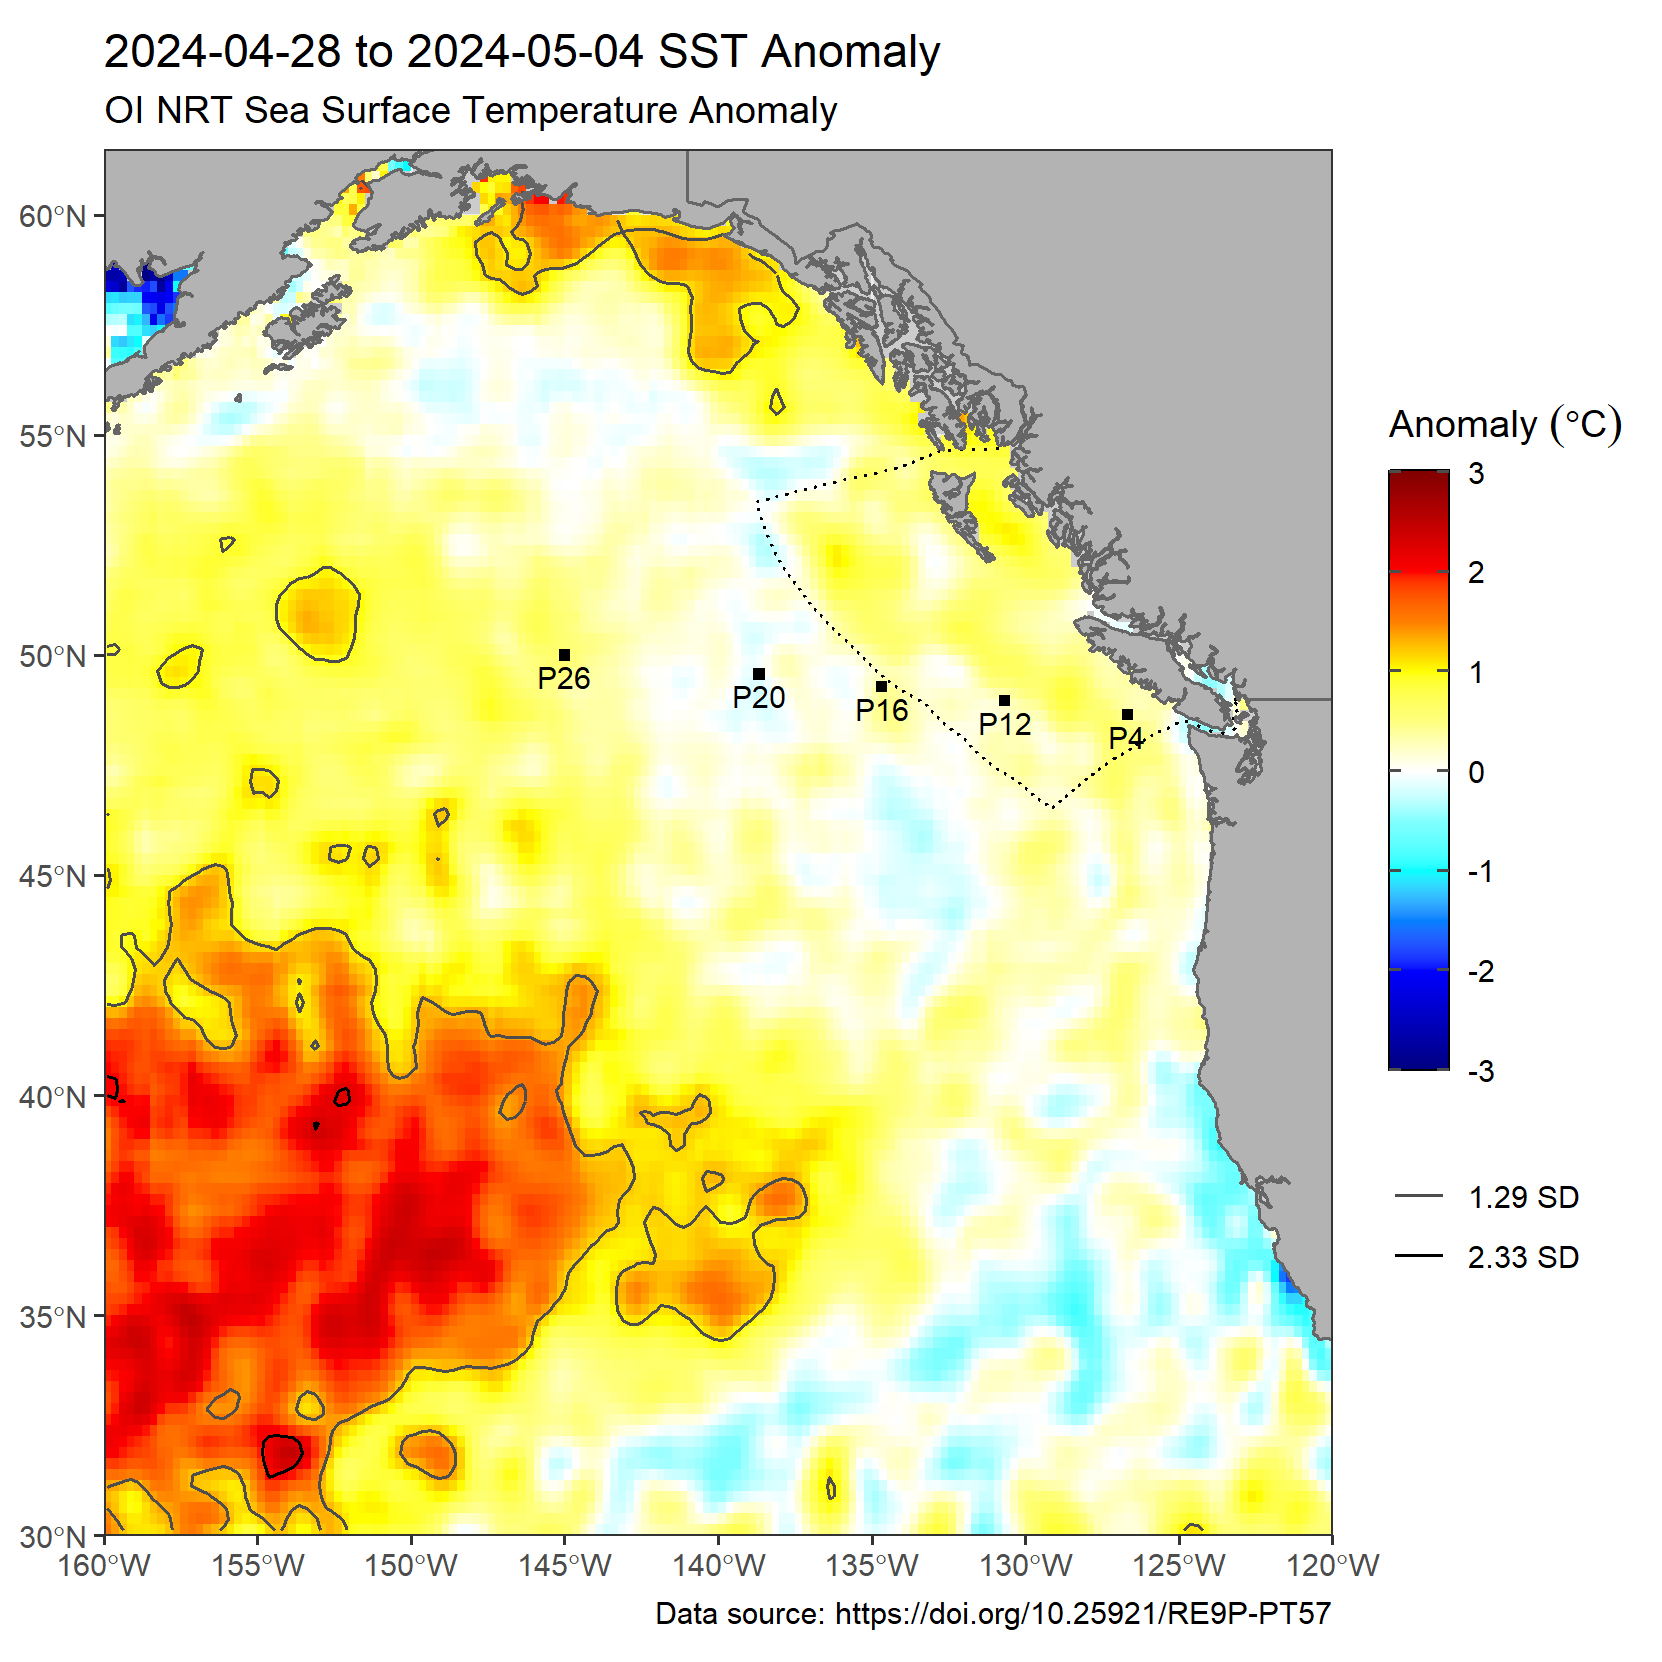 2024-04-28 to 2024-05-04 SST Anomaly
OI NRT Sea Surface Temperature Anomaly
60°N
55°N
50°N
45°N
40°N
35°N
30°N
160°W
155°W
150°W
145°W
140°W
135°W
130°W
125°W
120°W
P26
P20
P16
P12
P4
Anomaly (°C)
3
2
1
0
-1
-2
-3
1.29 SD
2.33 SD
Data source: https://doi.org/10.25921/RE9P-PT57